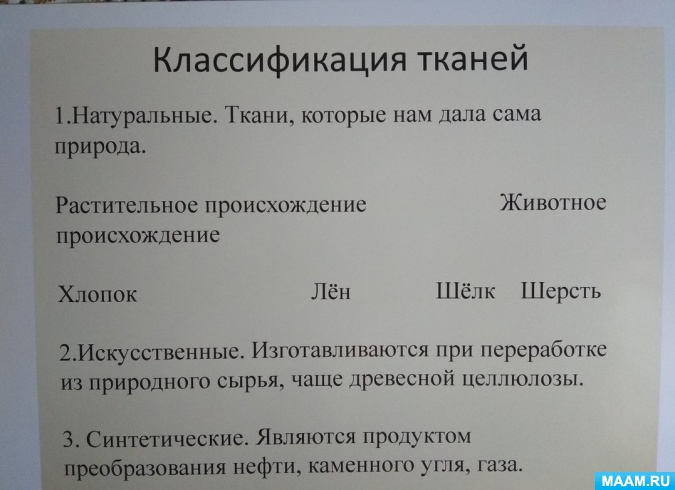 Классификация тканей
1.Натуральные. Ткани, которые нам дала сама
природа.
Растительное происхождение Животное
происхождение
Хлопок Лён Шёлк Шерсть
2.Искусственные. Изготавливаются при переработке
из природного сырья, чаще древесной целлюлозы.
3. Синтетические. Являются продуктом
преобразования нефти, каменного угля, газа.
MAAM.RU